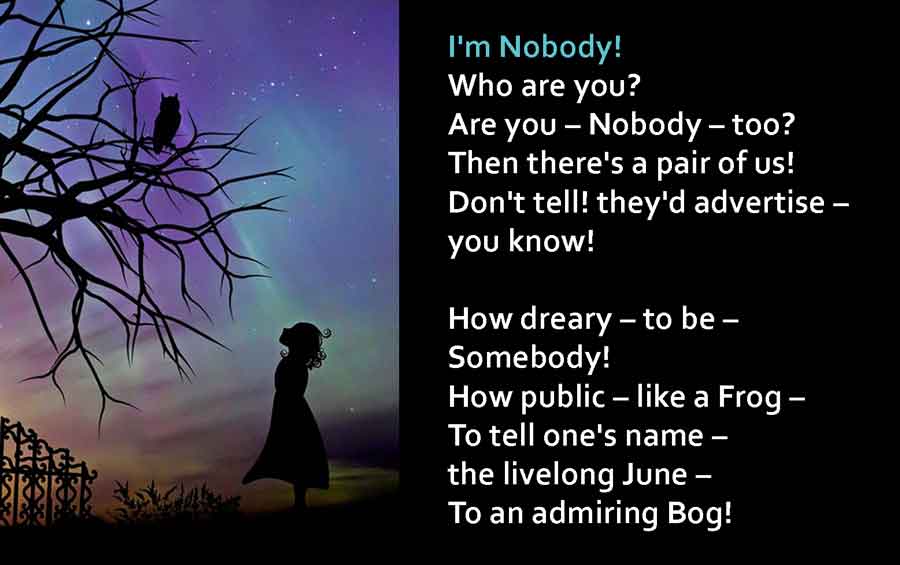 I'm Nobody!
Who are you?
Are you – Nobody – too?
Then there's a pair of us!
Don't tell! they'd advertise –
you know!
How dreary – to be –
Somebody!
How public – like a Frog –
To tell one's name –
the livelong June –
To an admiring Bog!